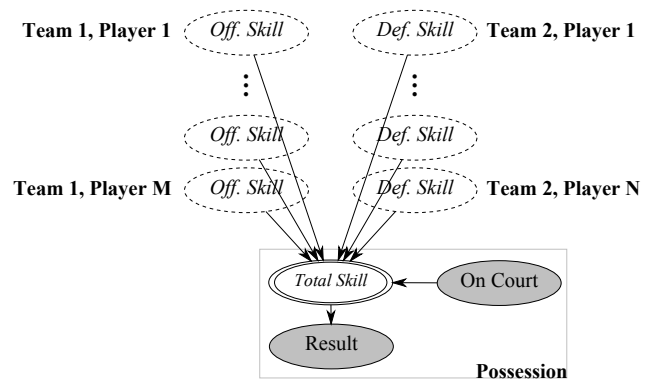 Team 1, Player 1 Off. Skill Def. Skill Team 2, Player 1
Off. Skill Def. Skill
Team 1, Player M Off. Skill Def. Skill Team 2, Player N
Total Skill On Court
Result
Possession